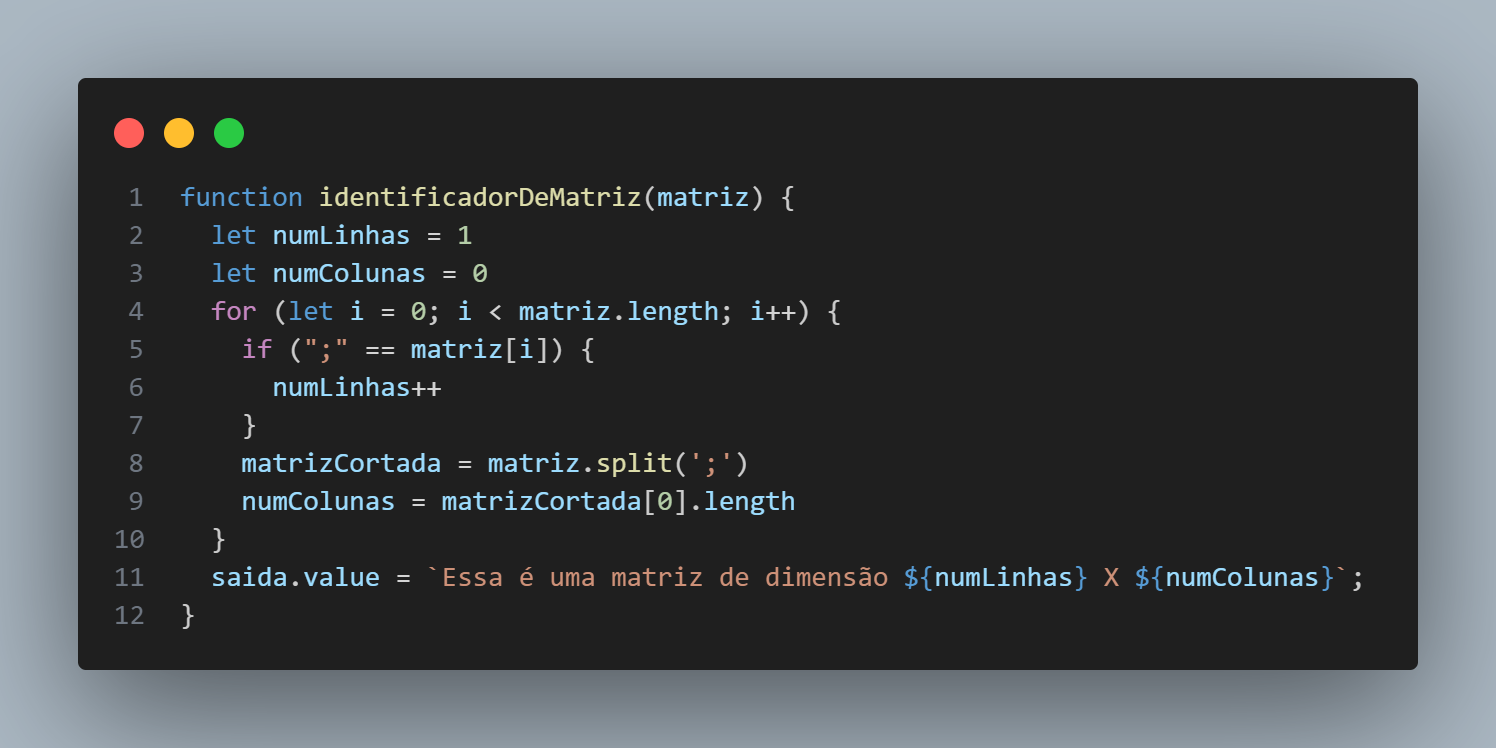 1 function identificadorDeMatriz(matriz) {
2   let numLinhas = 1
3   let numColunas = 0
4   for (let i = 0; i < matriz.length; i++) {
5     if (";" == matriz[i]) {
6       numLinhas++
7     }
8     matrizCortada = matriz.split(';')
9     numColunas = matrizCortada[0].length
10   }
11   saida.value = `Essa é uma matriz de dimensão ${numLinhas} X ${numColunas}`;
12 }